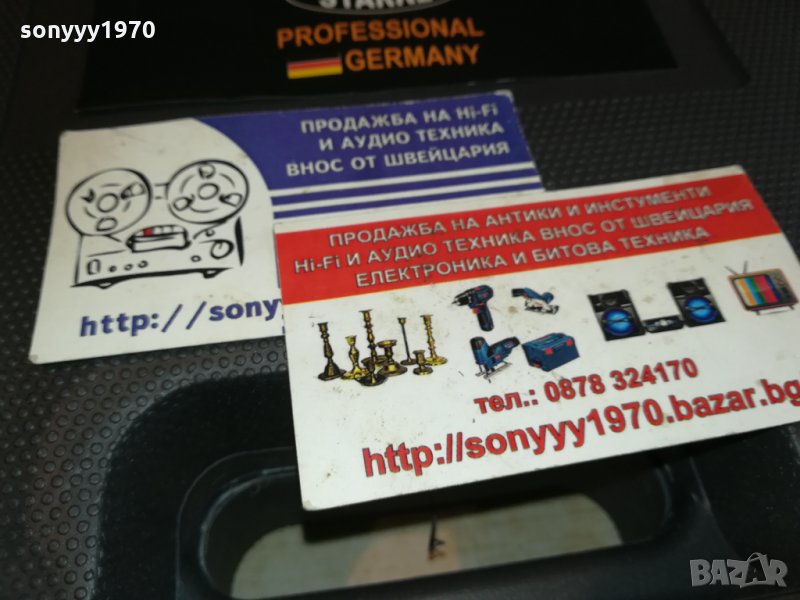 sonyyy1970
PROFESSIONAL
GERMANY
ПРОДАЖБА НА Hi-Fi
И АУДИО ТЕХНИКА
ВНОС ОТ ШВЕЙЦАРИЯ
http://sony
ПРОДАЖБА НА АНТИКИ И ИНСТУМЕНТИ
Hi-Fi И АУДИО ТЕХНИКА ВНОС ОТ ШВЕЙЦАРИЯ
ЕЛЕКТРОНИКА И БИТОВА ТЕХНИКА
тел.: 0878 324170
http://sonyyy1970.bazar.bg
BAZAR